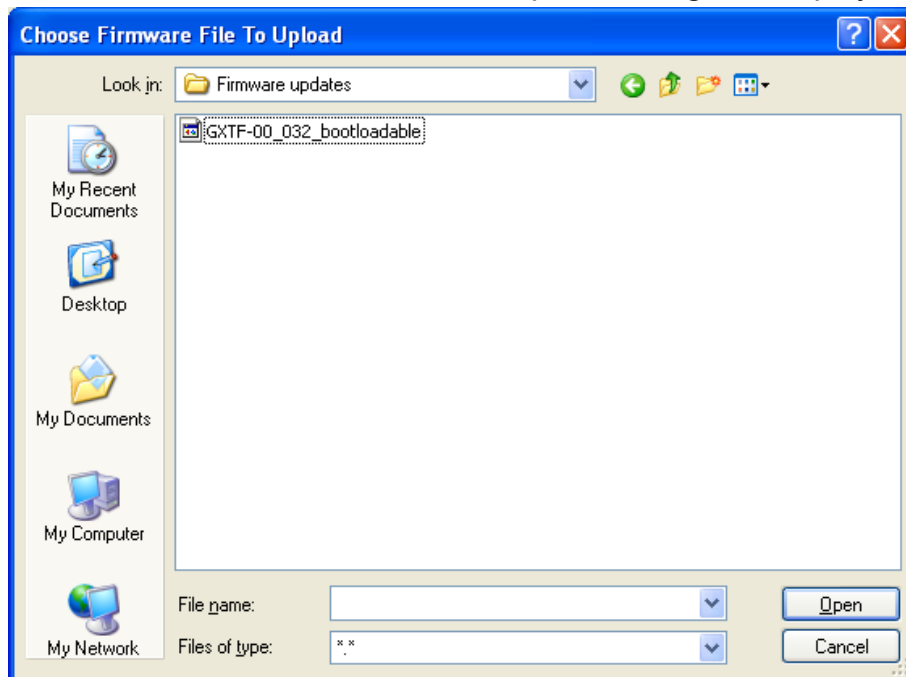 Choose Firmware File To Upload
Look in: Firmware updates
GXTF-00_032_bootloadable
My Recent
Documents
Desktop
My Documents
My Computer
My Network
File name:
Open
Files of type: *.*
Cancel